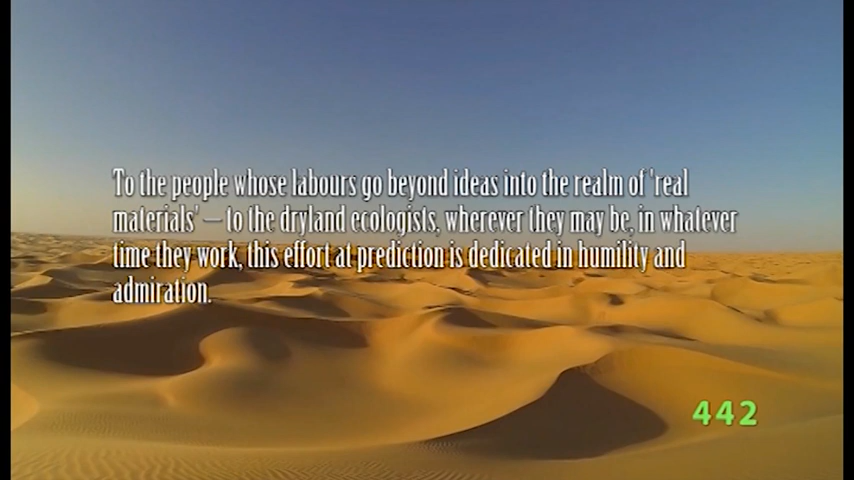 To the people whose labours go beyond ideas into the realm of 'real
materials' – to the dryland ecologists, wherever they may be, in whatever
time they work, this effort at prediction is dedicated in humility and
admiration.
442